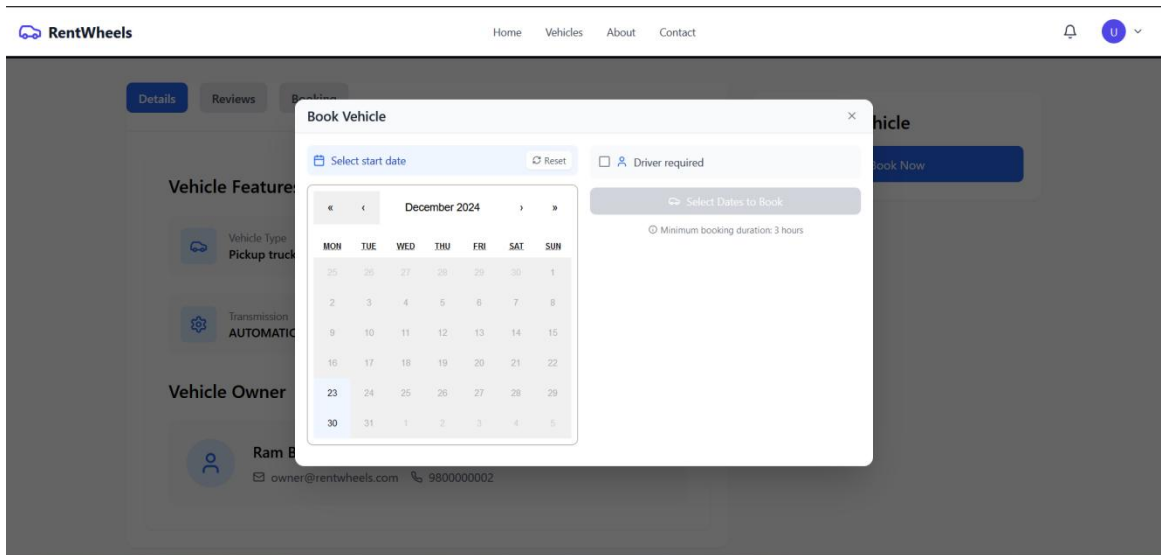 RentWheels
Home Vehicles About Contact
U
Details Reviews Booking
Book Vehicle
hicle
Select start date
Reset
Driver required
Book Now
Select Dates to Book
Minimum booking duration: 3 hours
« ‹ December 2024 › »
MON TUE WED THU FRI SAT SUN
25 26 27 28 29 30 1
2 3 4 5 6 7 8
9 10 11 12 13 14 15
16 17 18 19 20 21 22
23 24 25 26 27 28 29
30 31 1 2 3 4 5
Vehicle Features
Vehicle Type
Pickup truck
Transmission
AUTOMATIC
Vehicle Owner
Ram B
owner@rentwheels.com 9800000002